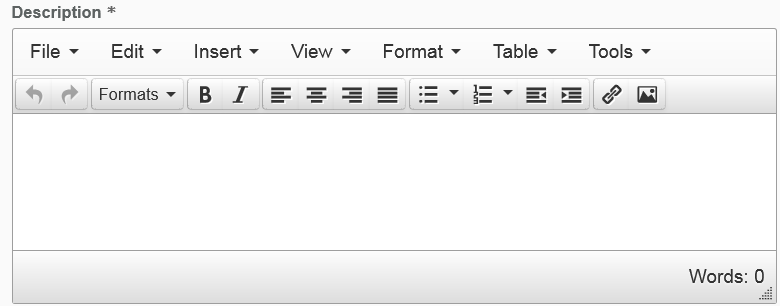 Description *
File Edit Insert View Format Table Tools
Formats B I
Words: 0